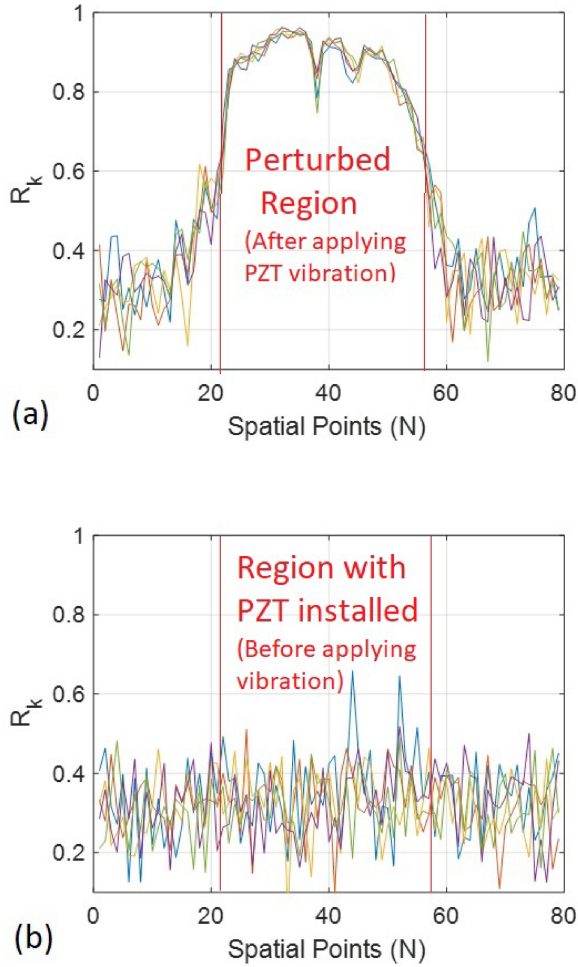 1
0.8
0.6
0.4
0.2
R_k
Perturbed
Region
(After applying
PZT vibration)
0 20 40 60 80
Spatial Points (N)
(a)
1
0.8
0.6
0.4
0.2
R_k
Region with
PZT installed
(Before applying
vibration)
0 20 40 60 80
Spatial Points (N)
(b)